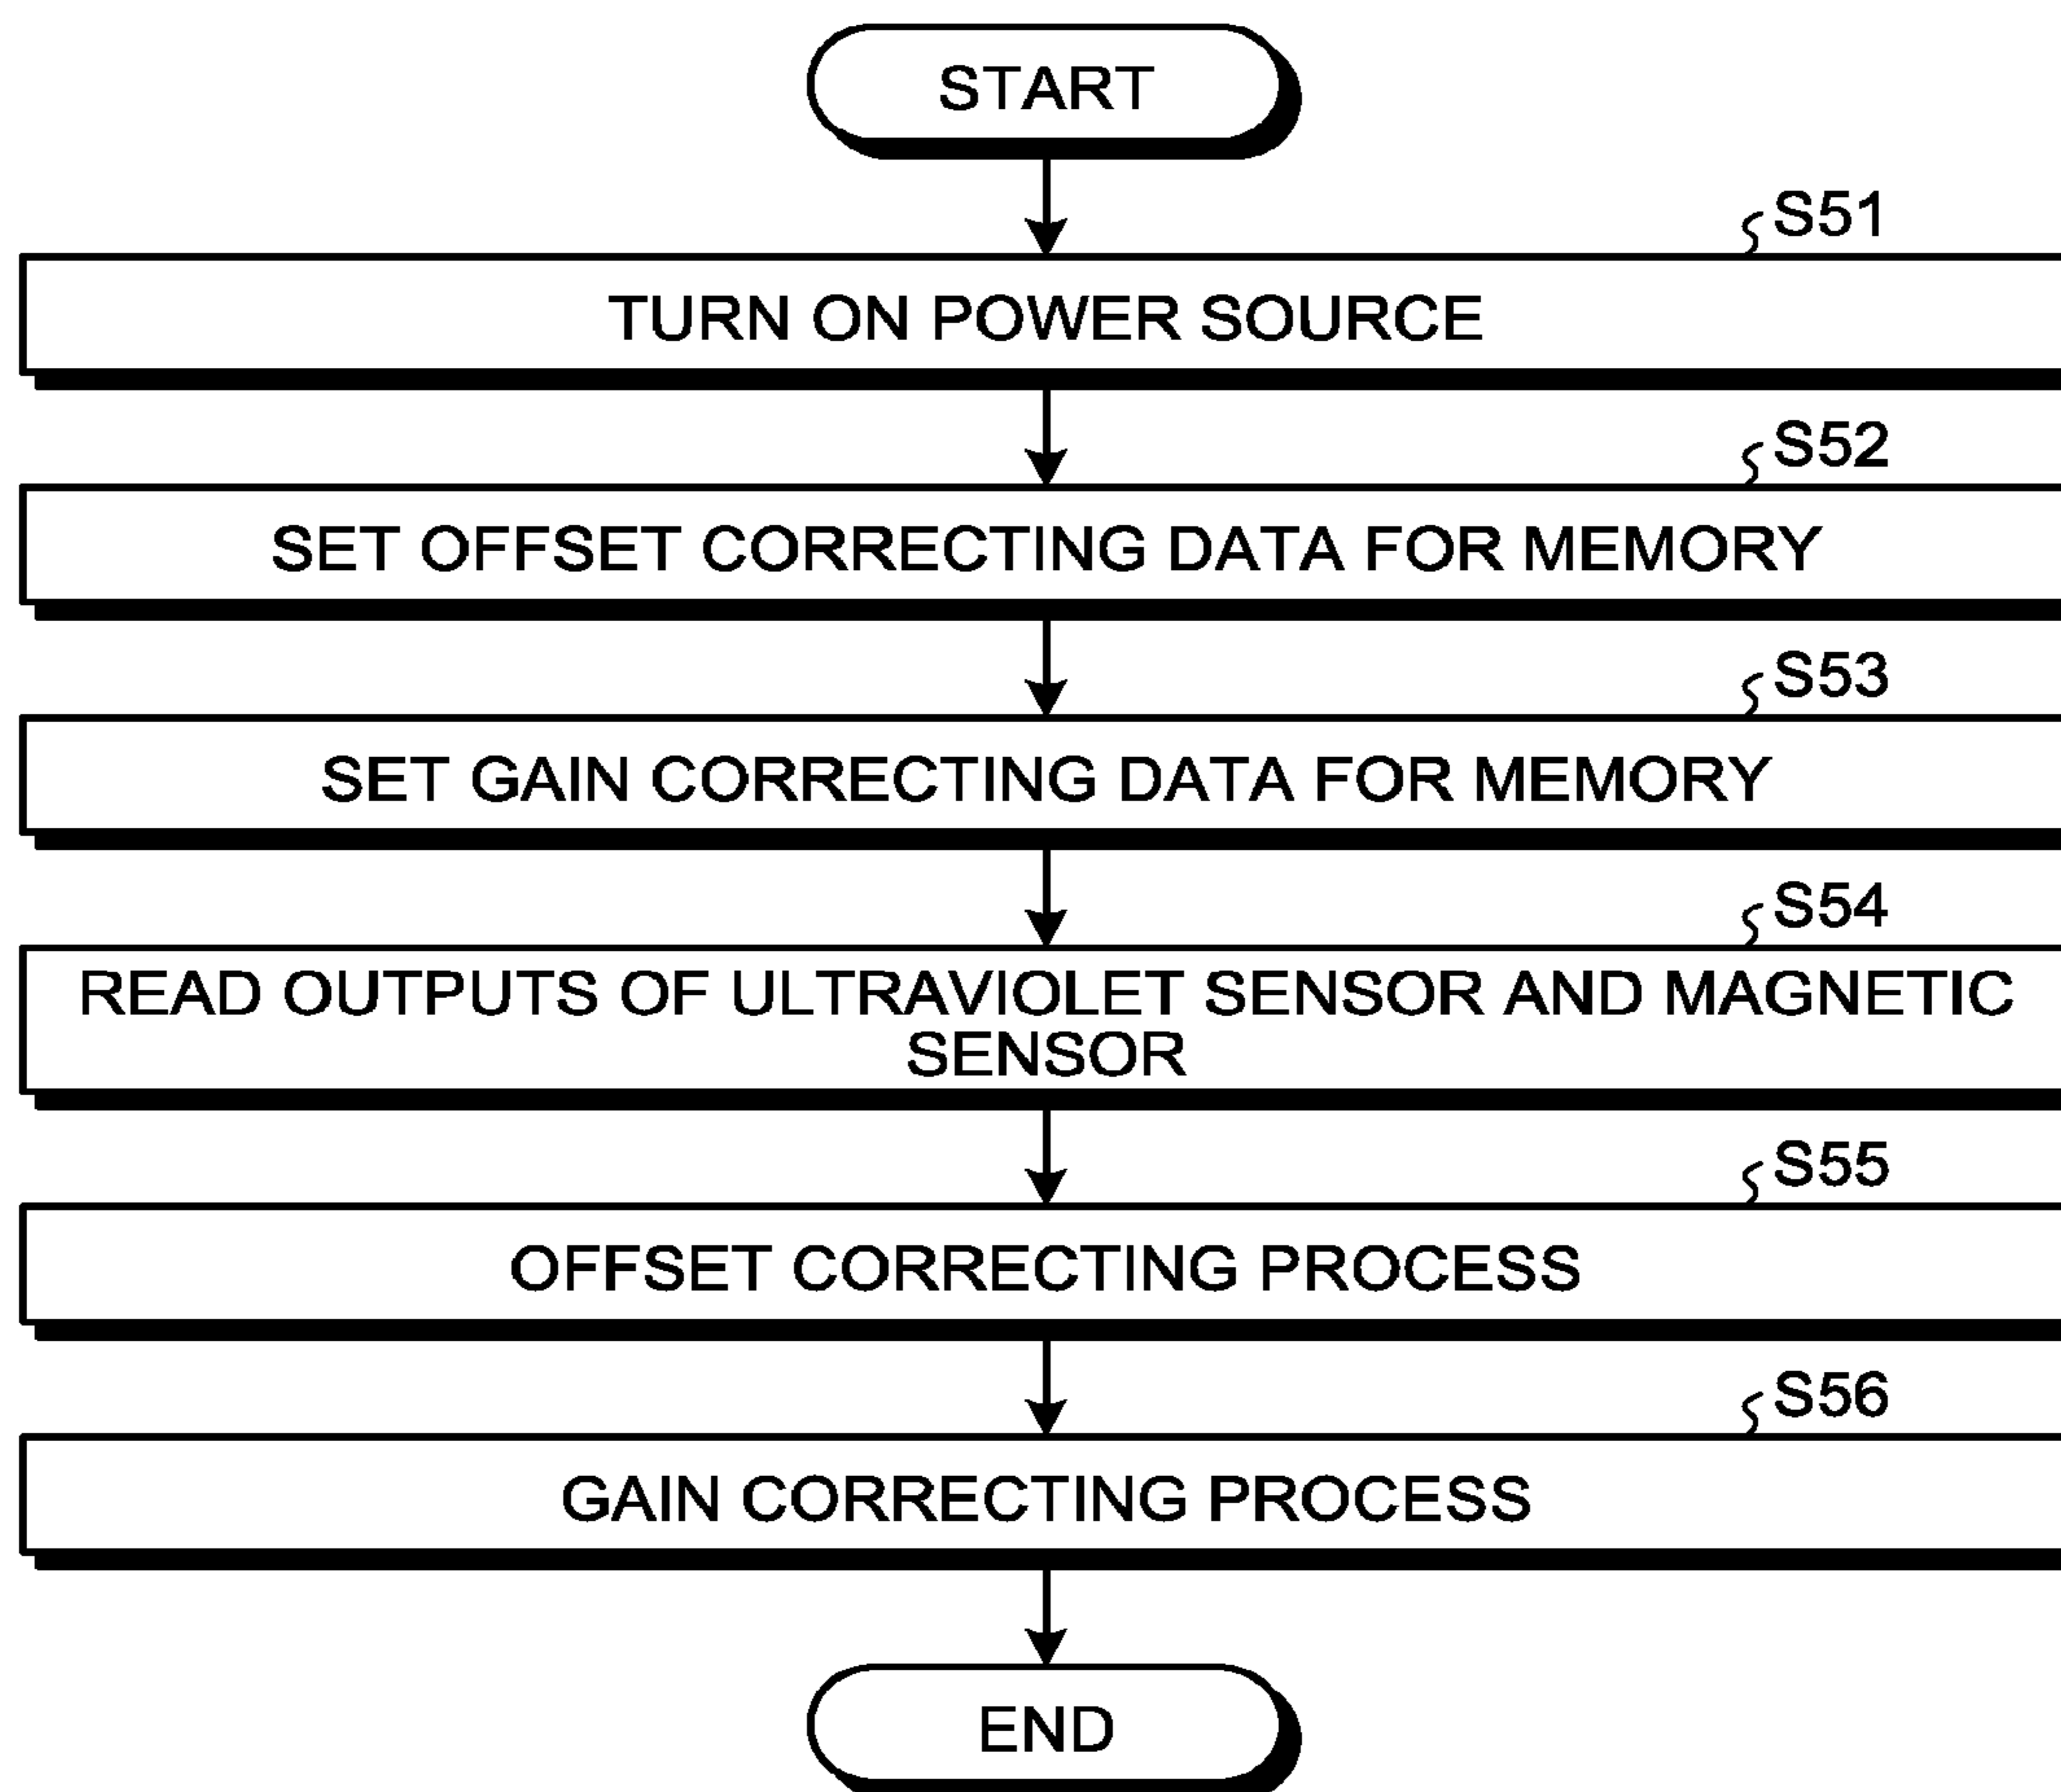 START
S51
TURN ON POWER SOURCE
S52
SET OFFSET CORRECTING DATA FOR MEMORY
S53
SET GAIN CORRECTING DATA FOR MEMORY
S54
READ OUTPUTS OF ULTRAVIOLET SENSOR AND MAGNETIC
SENSOR
S55
OFFSET CORRECTING PROCESS
S56
GAIN CORRECTING PROCESS
END